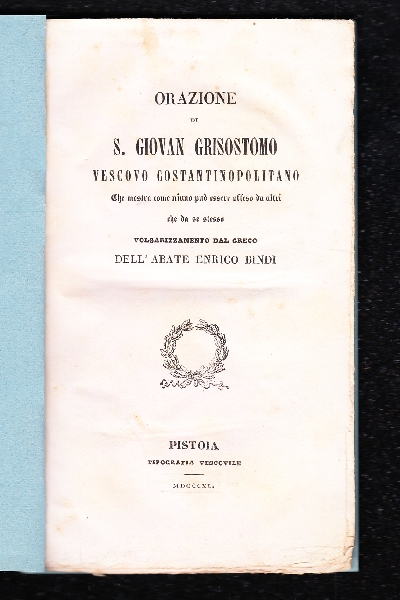 ORAZIONE
DI
S. GIOVAN GRISOSTOMO
VESCOVO COSTANTINOPOLITANO
Che mostra come niuno può essere offeso da altri
che da se stesso
VOLGARIZZAMENTO DAL GRECO
DELL' ABATE ENRICO BINDI
PISTOIA
TIPOGRAFIA VESCOVILE
MDCCCXL.